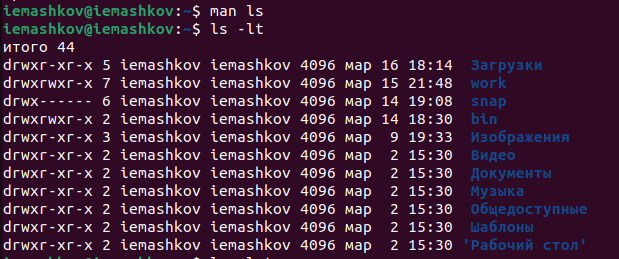 iemashkov@iemashkov:~$ man ls
iemashkov@iemashkov:~$ ls -lt
итого 44
drwxr-xr-x 5 iemashkov iemashkov 4096 мар 16 18:14  Загрузки
drwxrwxr-x 7 iemashkov iemashkov 4096 мар 15 21:48  work
drwx------ 6 iemashkov iemashkov 4096 мар 14 19:08  snap
drwxrwxr-x 2 iemashkov iemashkov 4096 мар 14 18:30  bin
drwxr-xr-x 3 iemashkov iemashkov 4096 мар  9 19:33  Изображения
drwxr-xr-x 2 iemashkov iemashkov 4096 мар  2 15:30  Видео
drwxr-xr-x 2 iemashkov iemashkov 4096 мар  2 15:30  Документы
drwxr-xr-x 2 iemashkov iemashkov 4096 мар  2 15:30  Музыка
drwxr-xr-x 2 iemashkov iemashkov 4096 мар  2 15:30  Общедоступные
drwxr-xr-x 2 iemashkov iemashkov 4096 мар  2 15:30  Шаблоны
drwxr-xr-x 2 iemashkov iemashkov 4096 мар  2 15:30 'Рабочий стол'